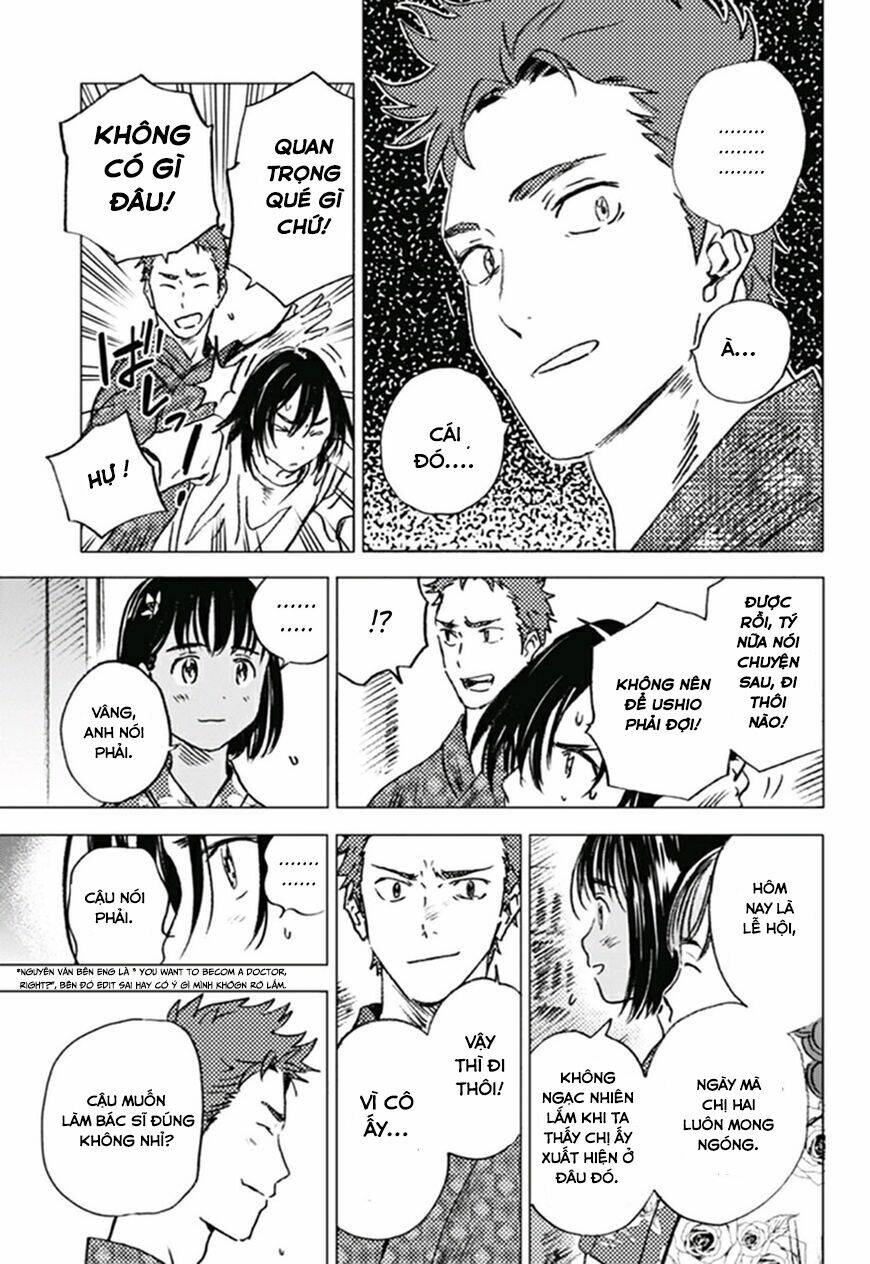 .........
.........
.........
À...
CÁI
ĐÓ....
QUAN
TRỌNG
QUÉ GÌ
CHỨ!
KHÔNG
CÓ GÌ
ĐÂU!
ばしっ
HỰ !
ĐƯỢC
RỒI, TÝ
NỮA NÓI
CHUYỆN
SAU, ĐI
THÔI
NÀO!
KHÔNG NÊN
ĐỂ USHIO
PHẢI ĐỢI!
!?
......
.....
VÂNG,
ANH NÓI
PHẢI.
HÔM
NAY LÀ
LỄ HỘI,
NGÀY MÀ
CHỊ HAI
LUÔN MONG
NGÓNG.
KHÔNG
NGẠC NHIÊN
LẮM KHI TA
THẤY CHỊ ẤY
XUẤT HIỆN Ở
ĐÂU ĐÓ.
VẬY
THÌ ĐI
THÔI!
VÌ CÔ
ẤY...
.......
.......
CẬU NÓI
PHẢI.
*NGUYÊN VĂN BÊN ENG LÀ " YOU WANT TO BECOME A DOCTOR,
RIGHT?", BÊN ĐÓ EDIT SAI HAY CÓ Ý GÌ MÌNH KHÔGN RÕ LẮM.
CẬU MUỐN
LÀM BÁC SĨ ĐÚNG
KHÔNG NHỈ?